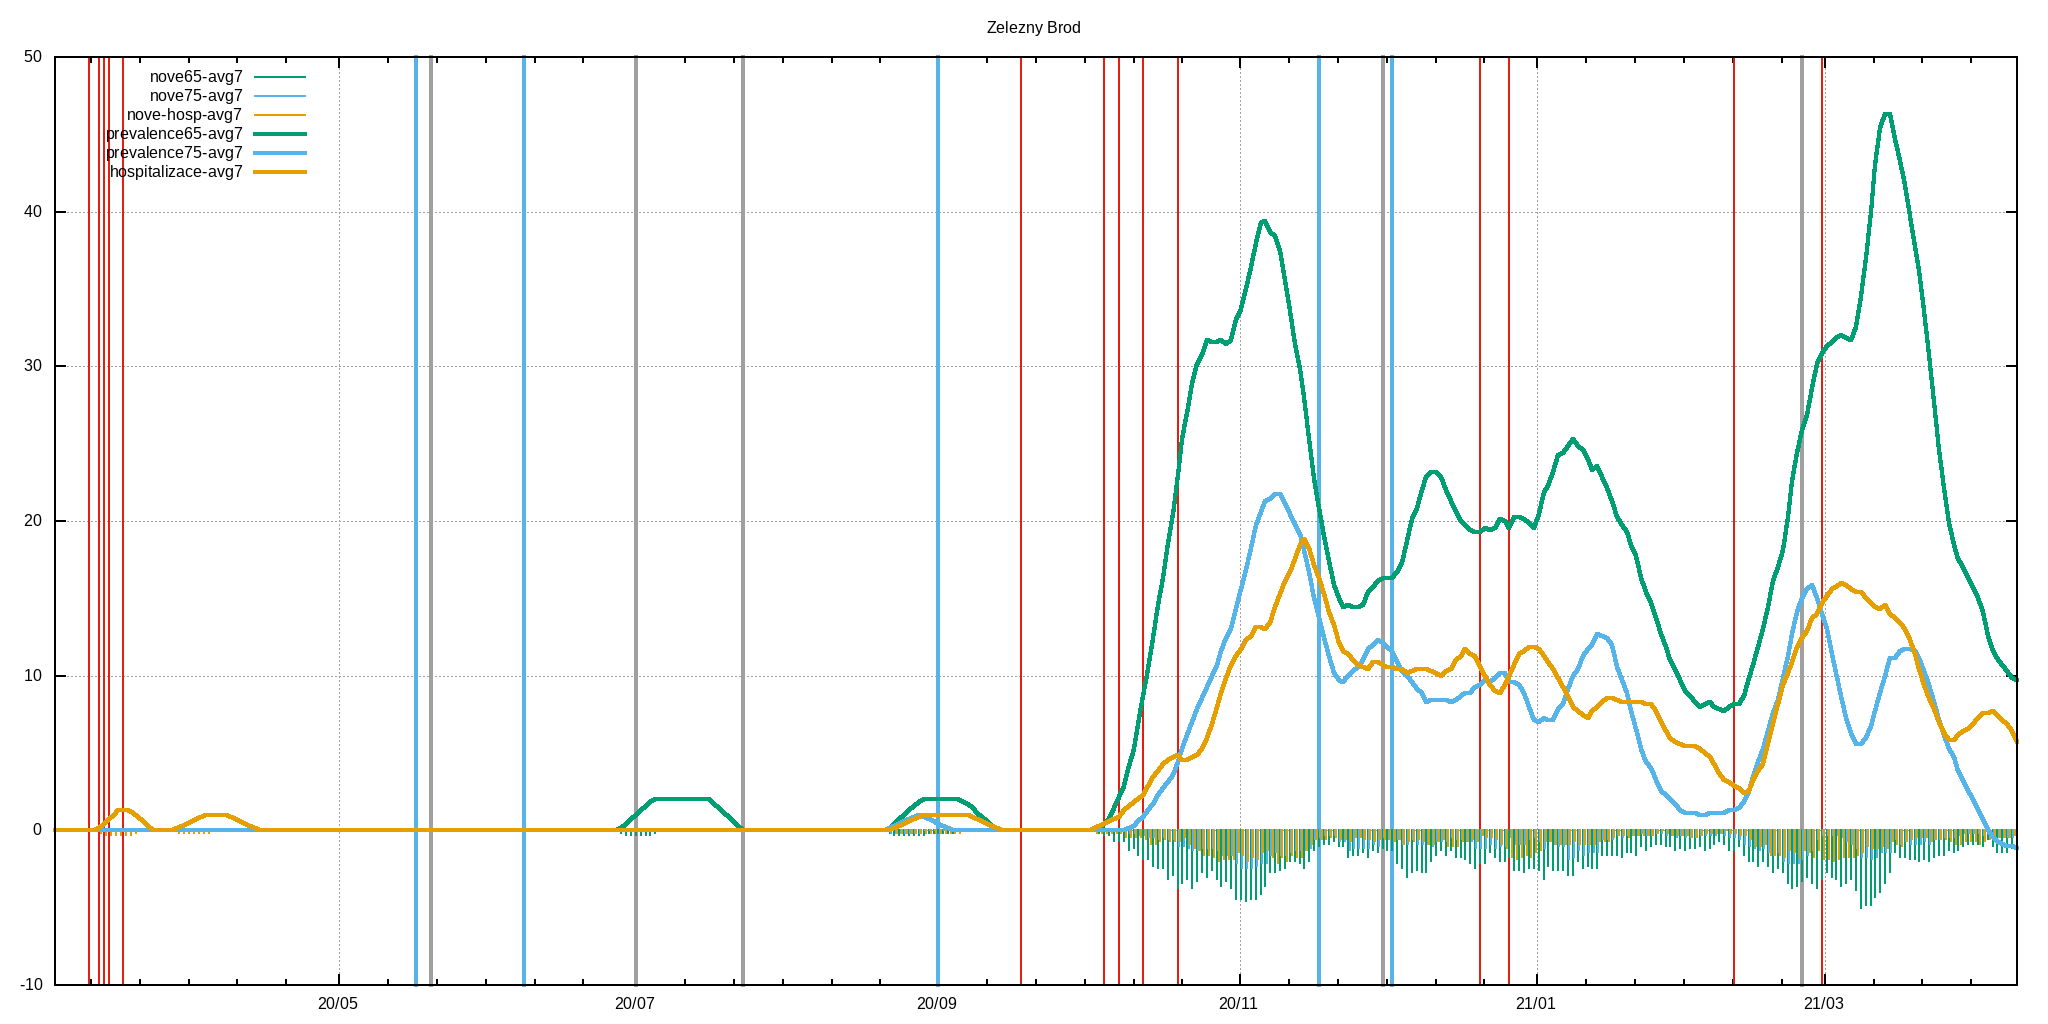 Zelezny Brod
50
nove65-avg7
nove75-avg7
nove-hosp-avg7
prevalence65-avg7
prevalence75-avg7
hospitalizace-avg7
40
30
20
10
0
-10
20/05
20/07
20/09
20/11
21/01
21/03